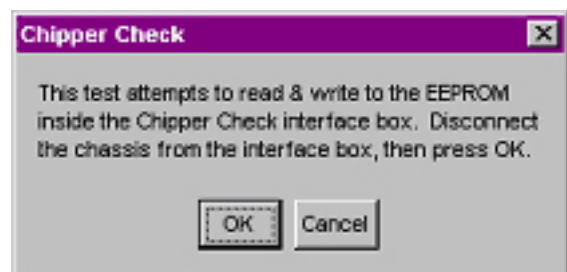 Chipper Check
This test attempts to read & write to the EEPROM
inside the Chipper Check interface box. Disconnect
the chassis from the interface box, then press OK.
OK Cancel